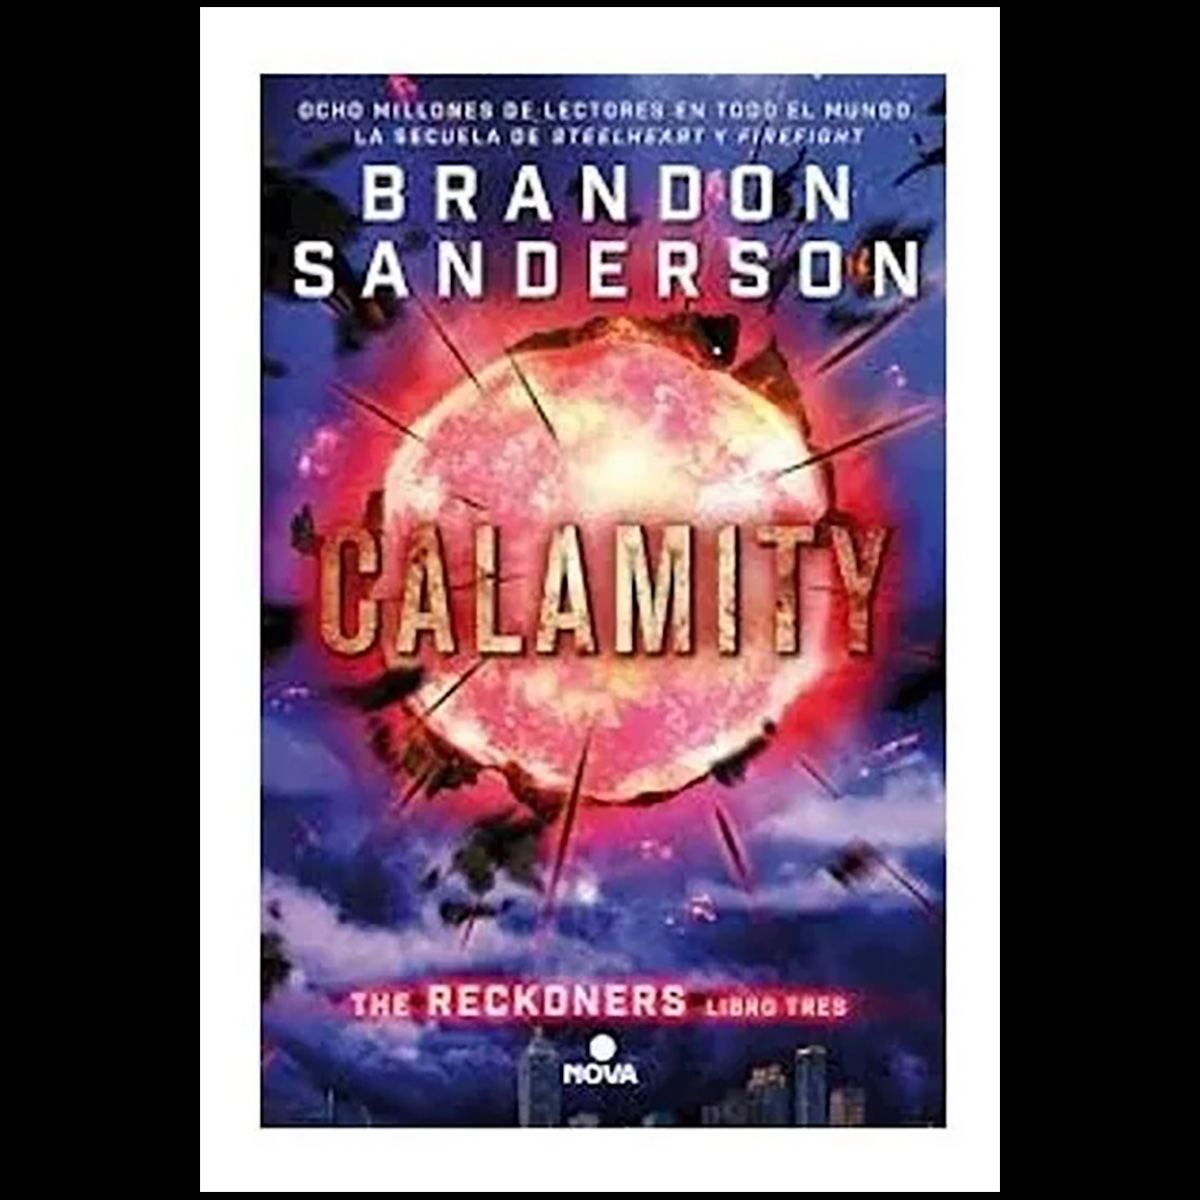 OCHO MILLONES DE LECTORES EN TODO EL MUNDO
LA SECUELA DE STEELHEART Y FIREFIGHT
BRANDON
SANDERSON
CALAMITY
THE RECKONERS LIBRO TRES
NOVA